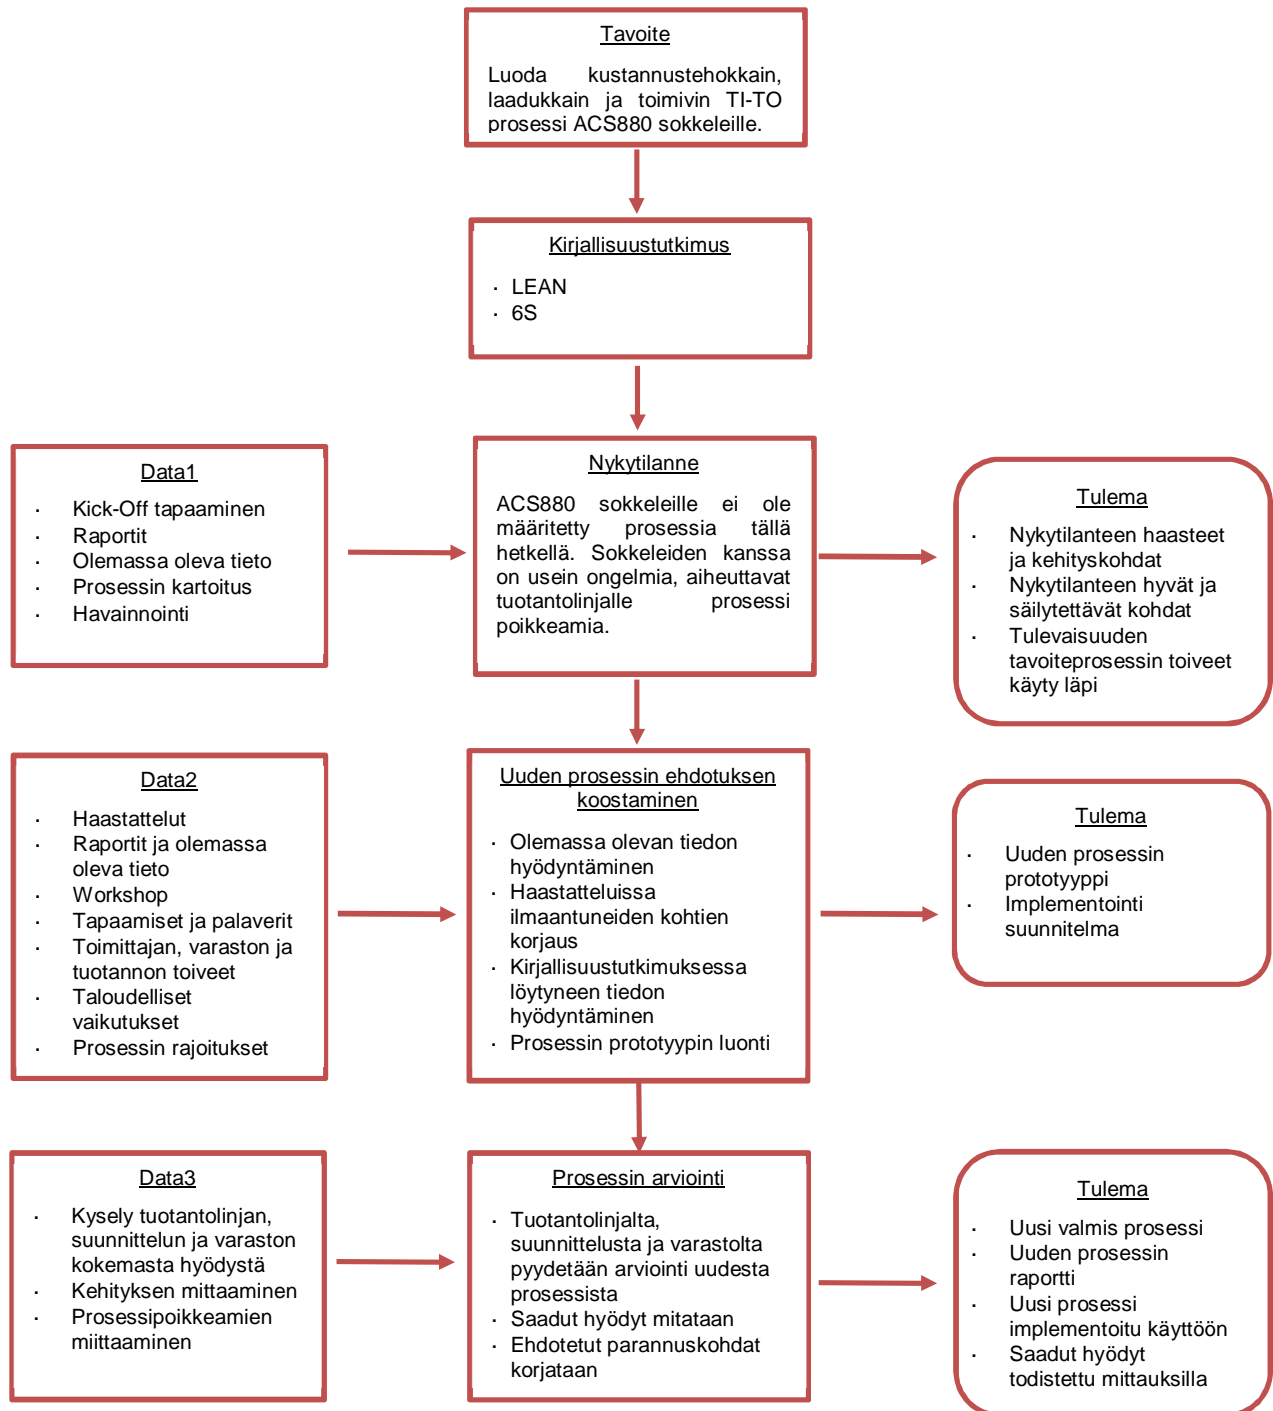 Tavoite
Luoda kustannustehokkain,
laadukkain ja toimivin TI-TO
prosessi ACS880 sokkeleille.
Kirjallisuustutkimus
· LEAN
· 6S
Data1
· Kick-Off tapaaminen
· Raportit
· Olemassa oleva tieto
· Prosessin kartoitus
· Havainnointi
Nykytilanne
ACS880 sokkeleille ei ole
määritetty prosessia tällä
hetkellä. Sokkeleiden kanssa
on usein ongelmia, aiheuttavat
tuotantolinjalle prosessi
poikkeamia.
Tulema
· Nykytilanteen haasteet
ja kehityskohdat
· Nykytilanteen hyvät ja
säilytettävät kohdat
· Tulevaisuuden
tavoiteprosessin toiveet
käyty läpi
Data2
· Haastattelut
· Raportit ja olemassa
oleva tieto
· Workshop
· Tapaamiset ja palaverit
· Toimittajan, varaston ja
tuotannon toiveet
· Taloudelliset
vaikutukset
· Prosessin rajoitukset
Uuden prosessin ehdotuksen
koostaminen
· Olemassa olevan tiedon
hyödyntäminen
· Haastatteluissa
ilmaantuneiden kohtien
korjaus
· Kirjallisuustutkimuksessa
löytyneen tiedon
hyödyntäminen
· Prosessin prototyypin luonti
Tulema
· Uuden prosessin
prototyyppi
· Implementointi
suunnitelma
Data3
· Kysely tuotantolinjan,
suunnittelun ja varaston
kokemasta hyödystä
· Kehityksen mittaaminen
· Prosessipoikkeamien
miittaaminen
Prosessin arviointi
· Tuotantolinjalta,
suunnittelusta ja varastolta
pyydetään arviointi uudesta
prosessista
· Saadut hyödyt mitataan
· Ehdotetut parannuskohdat
korjataan
Tulema
· Uusi valmis prosessi
· Uuden prosessin
raportti
· Uusi prosessi
implementoitu käyttöön
· Saadut hyödyt
todistettu mittauksilla